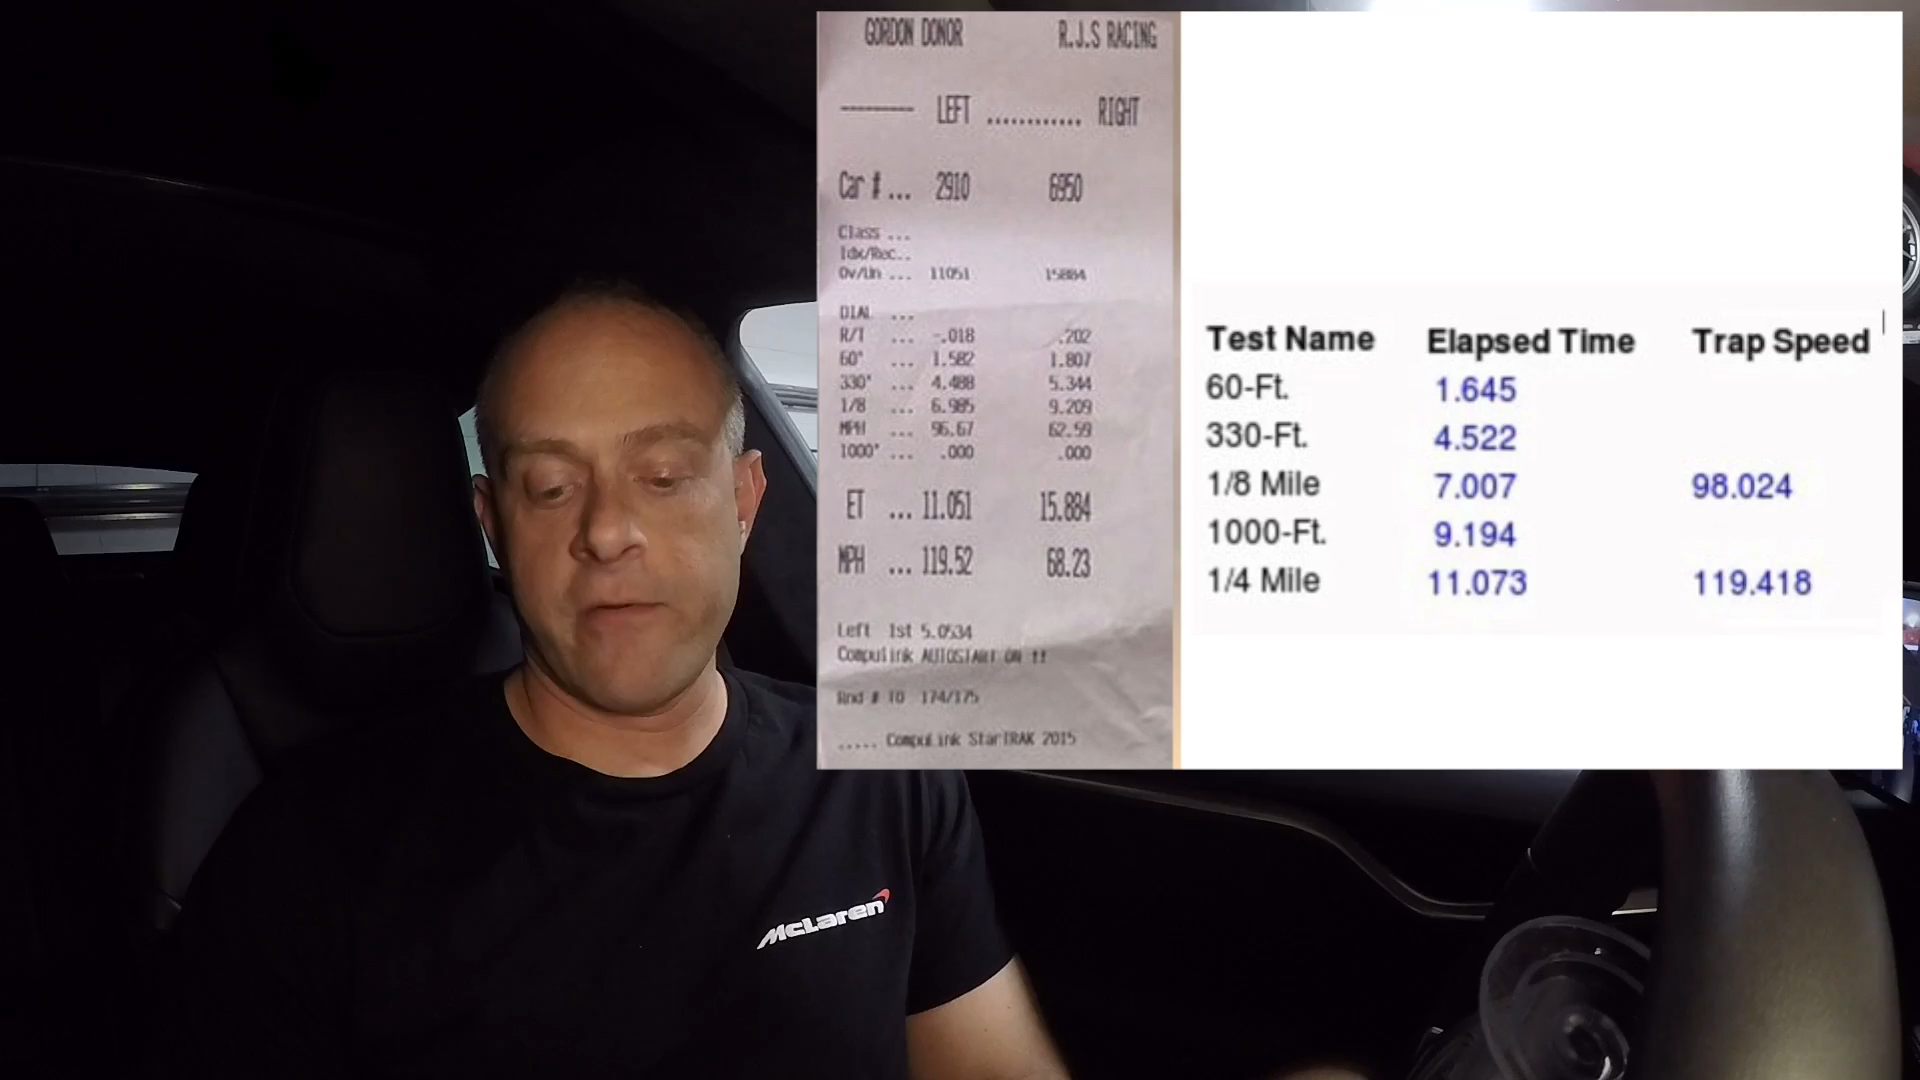 GORDON DONOR R.J.S RACING
-------- LEFT ............ RIGHT
Car # ... 2910 6950
Class ...
Idx/Rec..
Ov/Un ... 11051 15884
DIAL ...
R/T ... -.018 .202
60' ... 1.582 1.807
330' ... 4.488 5.344
1/8 ... 6.985 9.209
MPH ... 96.67 62.59
1000' ... .000 .000
ET ... 11.051 15.884
MPH ... 119.52 68.23
Left 1st 5.0534
CompuLink AUTOSTART ON !!
Rnd # TO 174/175
..... CompuLink StarTRAK 2015
Test Name Elapsed Time Trap Speed
60-Ft. 1.645
330-Ft. 4.522
1/8 Mile 7.007 98.024
1000-Ft. 9.194
1/4 Mile 11.073 119.418
McLaren